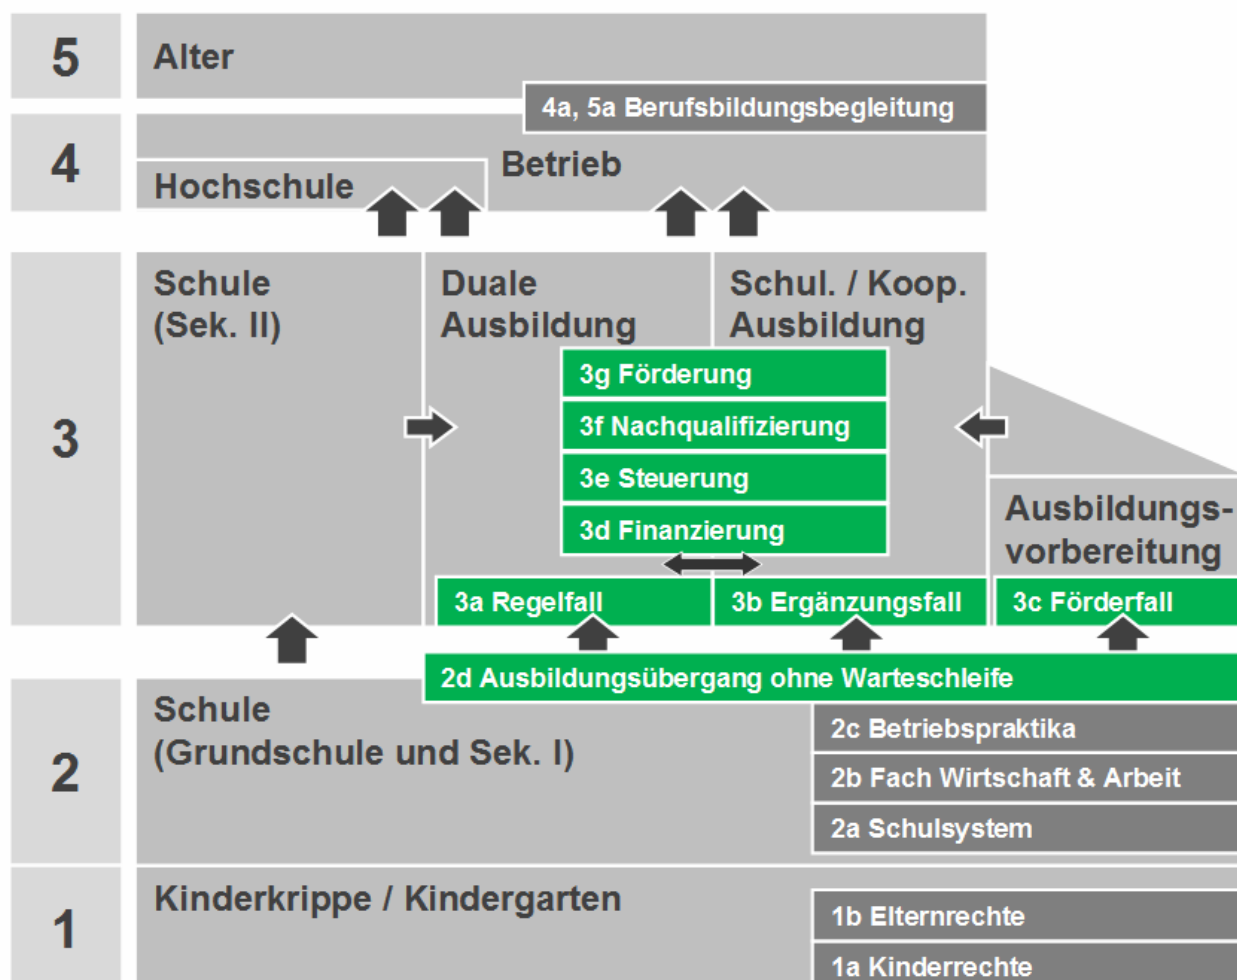 5
Alter
4a, 5a Berufsbildungsbegleitung
4
Betrieb
Hochschule
3
Schule
(Sek. II)
Duale
Ausbildung
Schul. / Koop.
Ausbildung
3g Förderung
3f Nachqualifizierung
3e Steuerung
3d Finanzierung
Ausbildungs-
vorbereitung
3a Regelfall
3b Ergänzungsfall
3c Förderfall
2d Ausbildungsübergang ohne Warteschleife
2
Schule
(Grundschule und Sek. I)
2c Betriebspraktika
2b Fach Wirtschaft & Arbeit
2a Schulsystem
1
Kinderkrippe / Kindergarten
1b Elternrechte
1a Kinderrechte